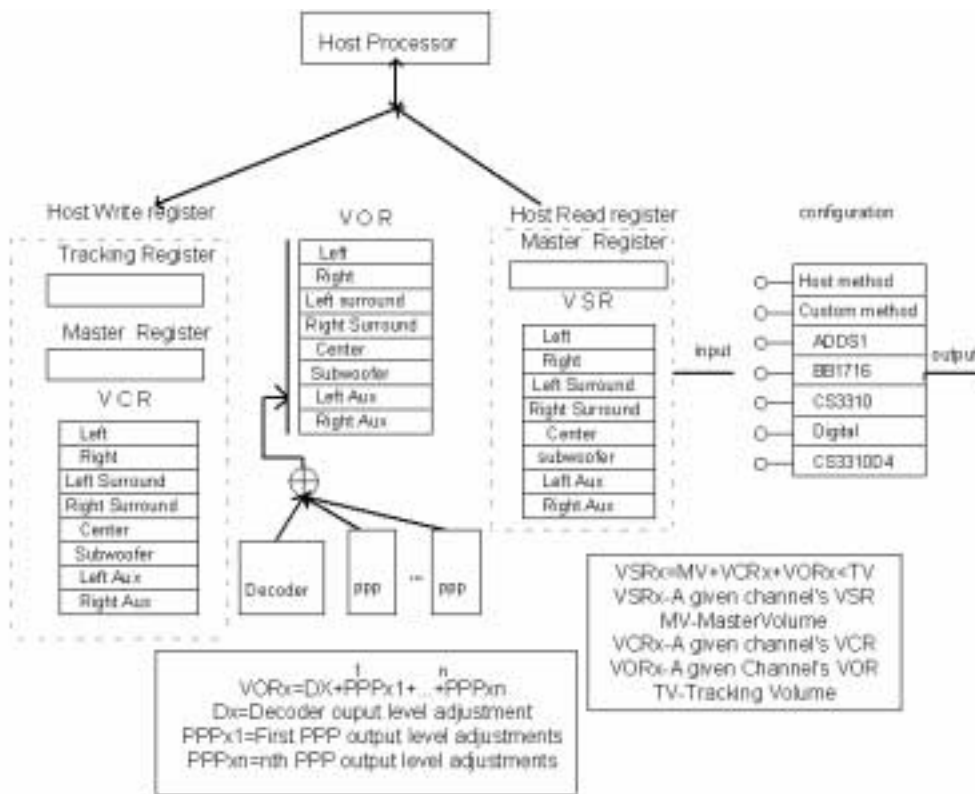 Host Processor
Host Write register
Tracking Register
Master Register
VCR
Left
Right
Left Surround
Right Surround
Center
Subwoofer
Left Aux
Right Aux
VOR
Left
Right
Left surround
Right Surround
Center
Subwoofer
Left Aux
Right Aux
Decoder
PPP
...
PPP
Host Read register
Master Register
VSR
Left
Right
Left Surround
Right Surround
Center
subwoofer
Left Aux
Right Aux
input
configuration
Host method
Custom method
ADDS1
BB1716
CS3310
Digital
CS3310D4
output
VSRx=MV+VCRx+VORx<TV
VSRx-A given channel's VSR
MV-MasterVolume
VCRx-A given channel's VCR
VORx-A given Channel's VOR
TV-Tracking Volume
1 n
VORx=DX+PPPx1+...+PPPxn
Dx=Decoder ouput level adjustment
PPPx1=First PPP output level adjustments
PPPxn=nth PPP output level adjustments